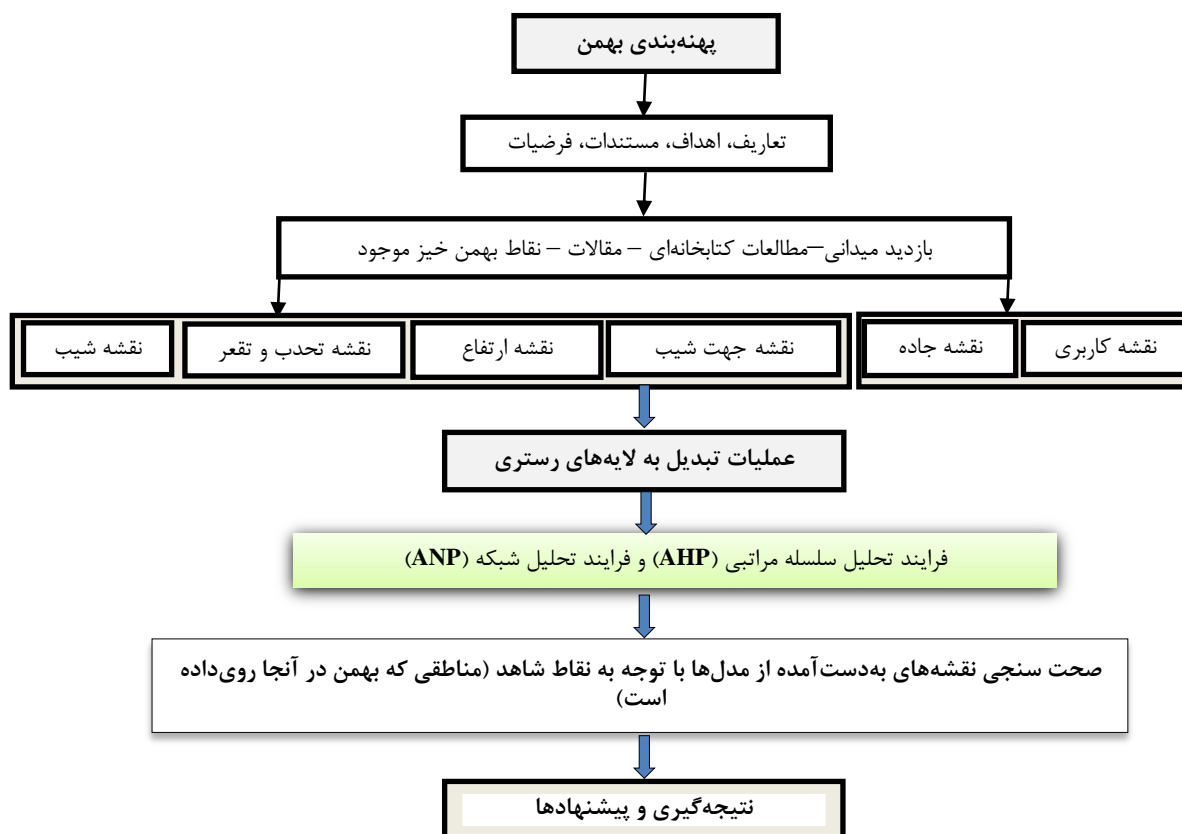 پهنه‌بندی بهمن
تعاریف، اهداف، مستندات، فرضیات
بازدید میدانی–مطالعات کتابخانه‌ای – مقالات – نقاط بهمن خیز موجود
نقشه کاربری
نقشه جاده
نقشه جهت شیب
نقشه ارتفاع
نقشه تحدب و تقعر
نقشه شیب
عملیات تبدیل به لایه‌های رستری
فرایند تحلیل سلسله مراتبی (AHP) و فرایند تحلیل شبکه (ANP)
صحت سنجی نقشه‌های به‌دست‌آمده از مدل‌ها با توجه به نقاط شاهد (مناطقی که بهمن در آنجا روی‌داده
است)
نتیجه‌گیری و پیشنهادها